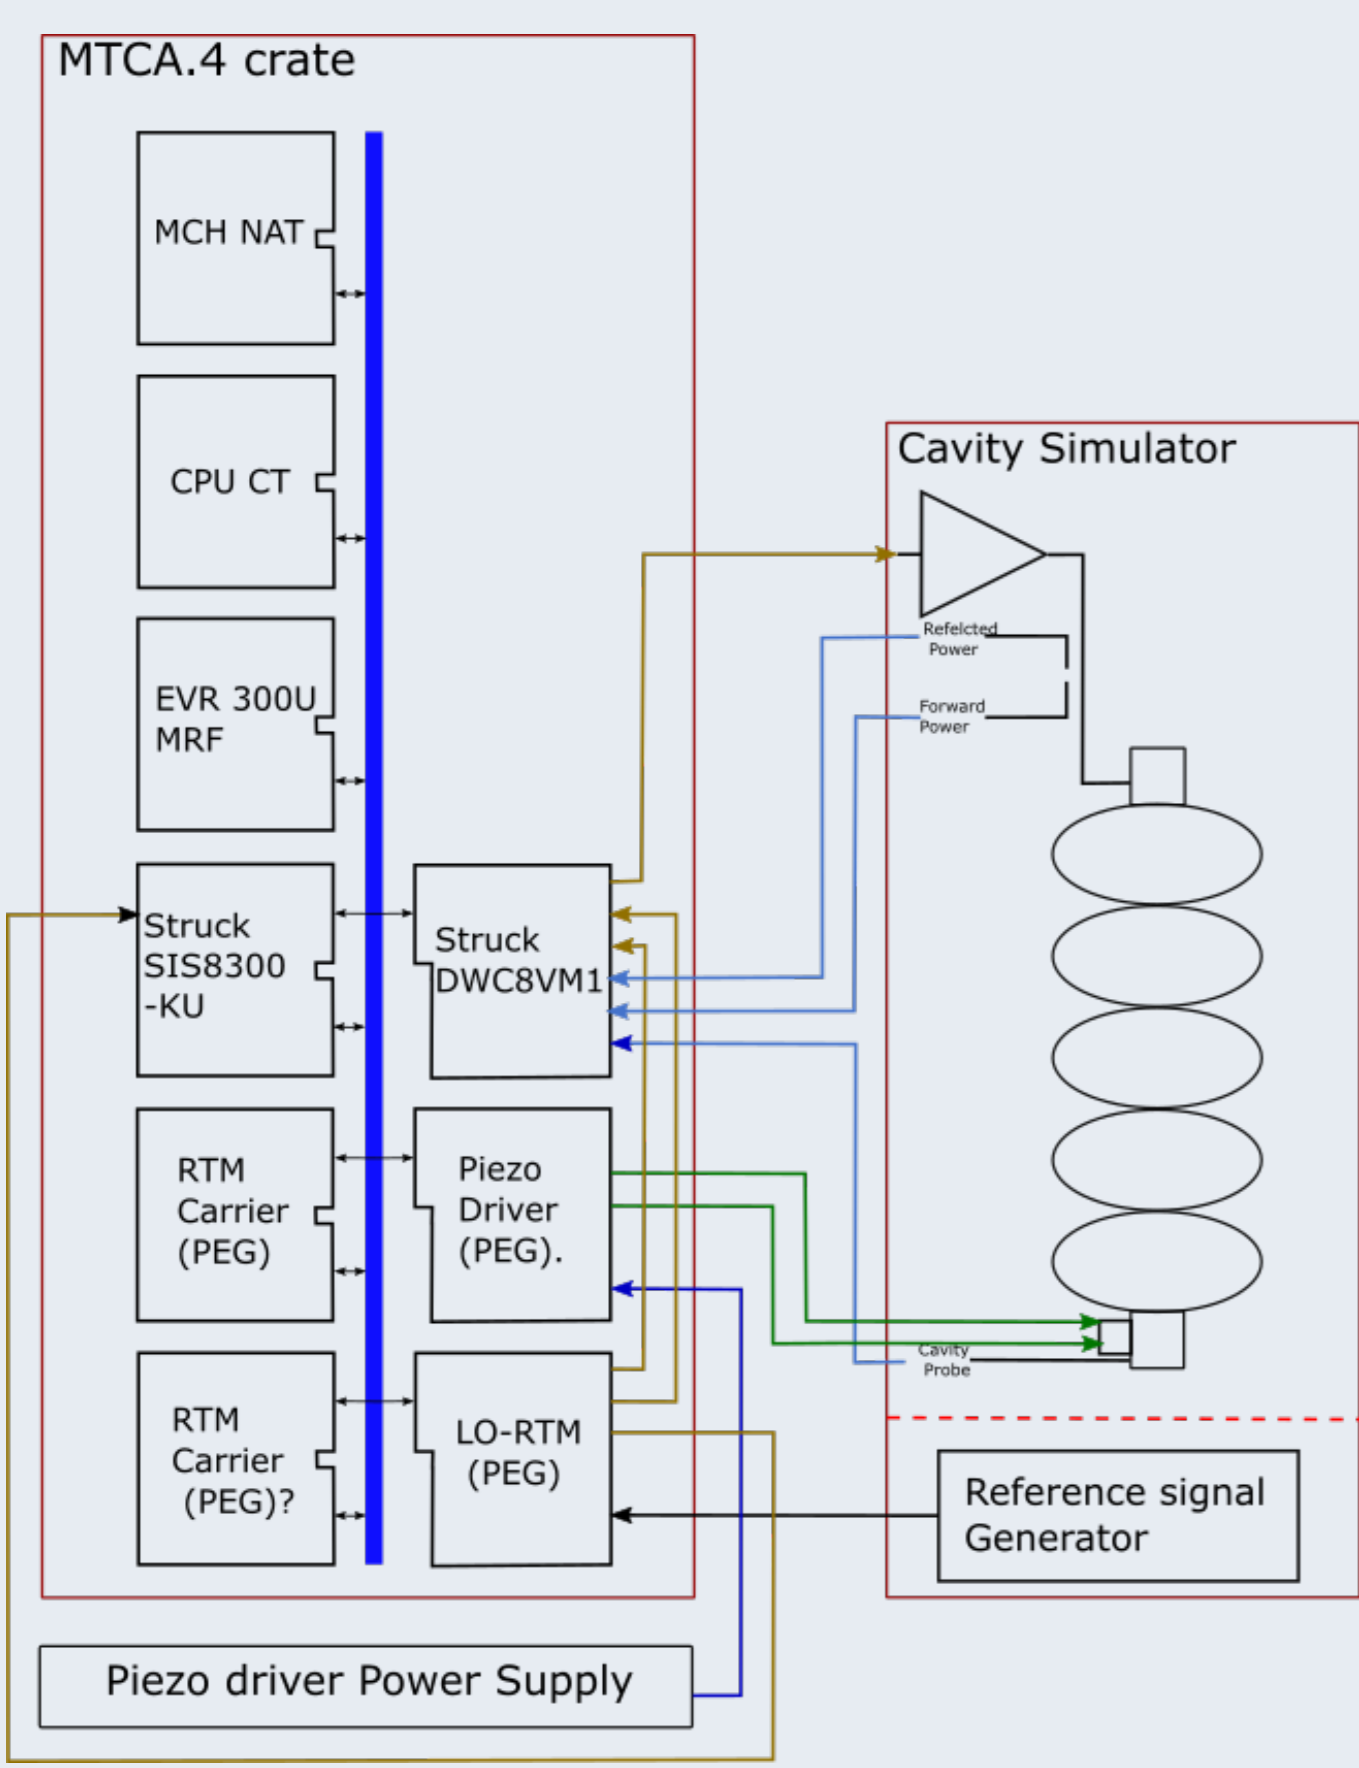 MTCA.4 crate
MCH NAT
CPU CT
EVR 300U
MRF
Struck
SIS8300
-KU
Struck
DWC8VM1
RTM
Carrier
(PEG)
Piezo
Driver
(PEG).
RTM
Carrier
(PEG)?
LO-RTM
(PEG)
Piezo driver Power Supply
Cavity Simulator
Refelcted
Power
Forward
Power
Cavity
Probe
Reference signal
Generator